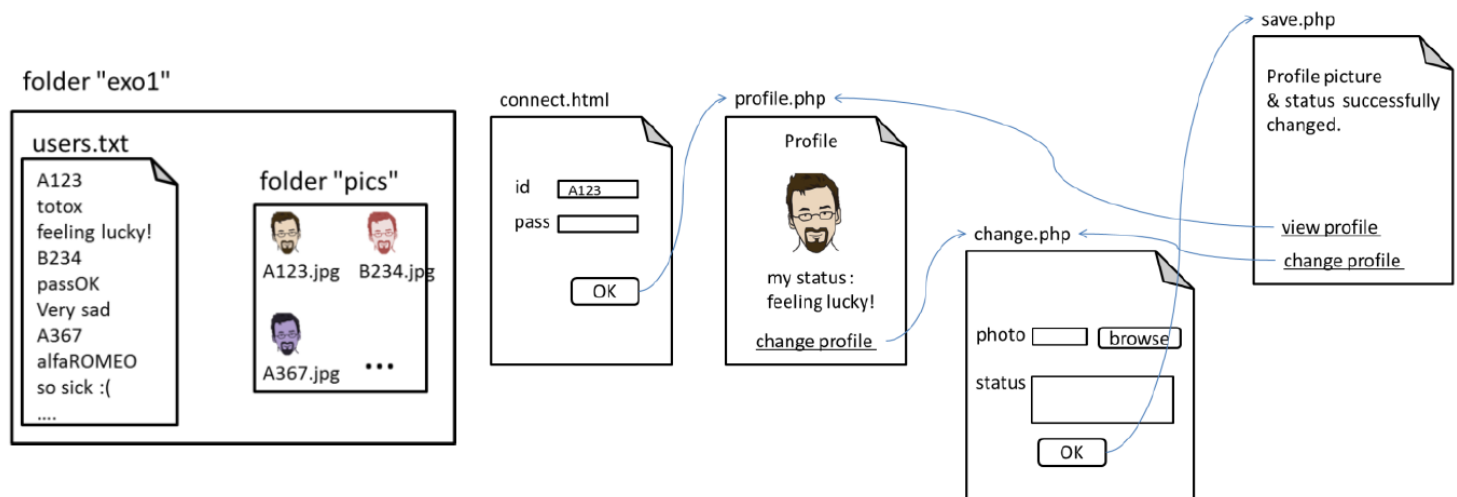 folder "exo1"
users.txt
A123
totox
feeling lucky!
B234
passOK
Very sad
A367
alfaROMEO
so sick :(
....
folder "pics"
A123.jpg B234.jpg
A367.jpg ...
connect.html
id A123
pass
OK
profile.php
Profile
my status :
feeling lucky!
change profile
change.php
photo browse
status
OK
save.php
Profile picture
& status successfully
changed.
view profile
change profile